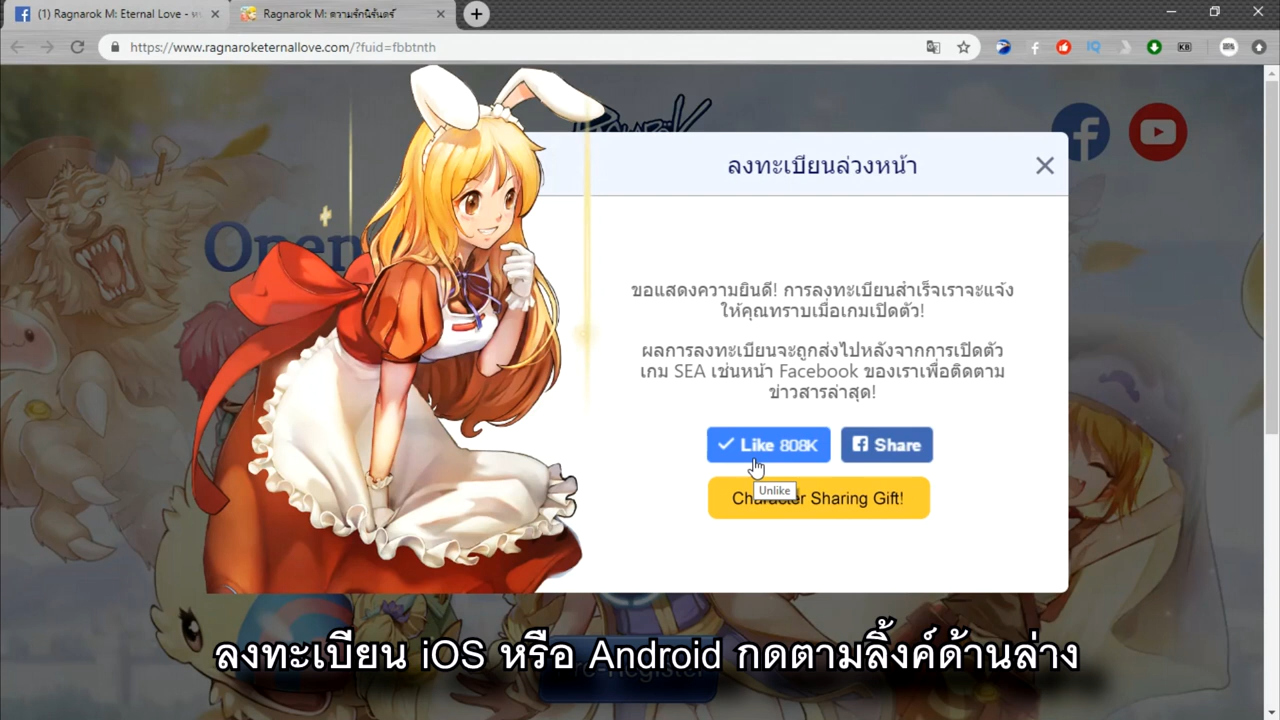 (1) Ragnarok M: Eternal Love - 
Ragnarok M: ความรักนิรันดร์
https://www.ragnaroketernallove.com/?fuid=fbbtnth
IQ
KB
RAGNAROK
Open
ลงทะเบียนล่วงหน้า
ขอแสดงความยินดี! การลงทะเบียนสำเร็จเราจะแจ้ง
ให้คุณทราบเมื่อเกมเปิดตัว!
ผลการลงทะเบียนจะถูกส่งไปหลังจากการเปิดตัว
เกม SEA เช่นหน้า Facebook ของเราเพื่อติดตาม
ข่าวสารล่าสุด!
Like 808K
Share
Unlike
Character Sharing Gift!
Pre-Register
ลงทะเบียน iOS หรือ Android กดตามลิ้งค์ด้านล่าง